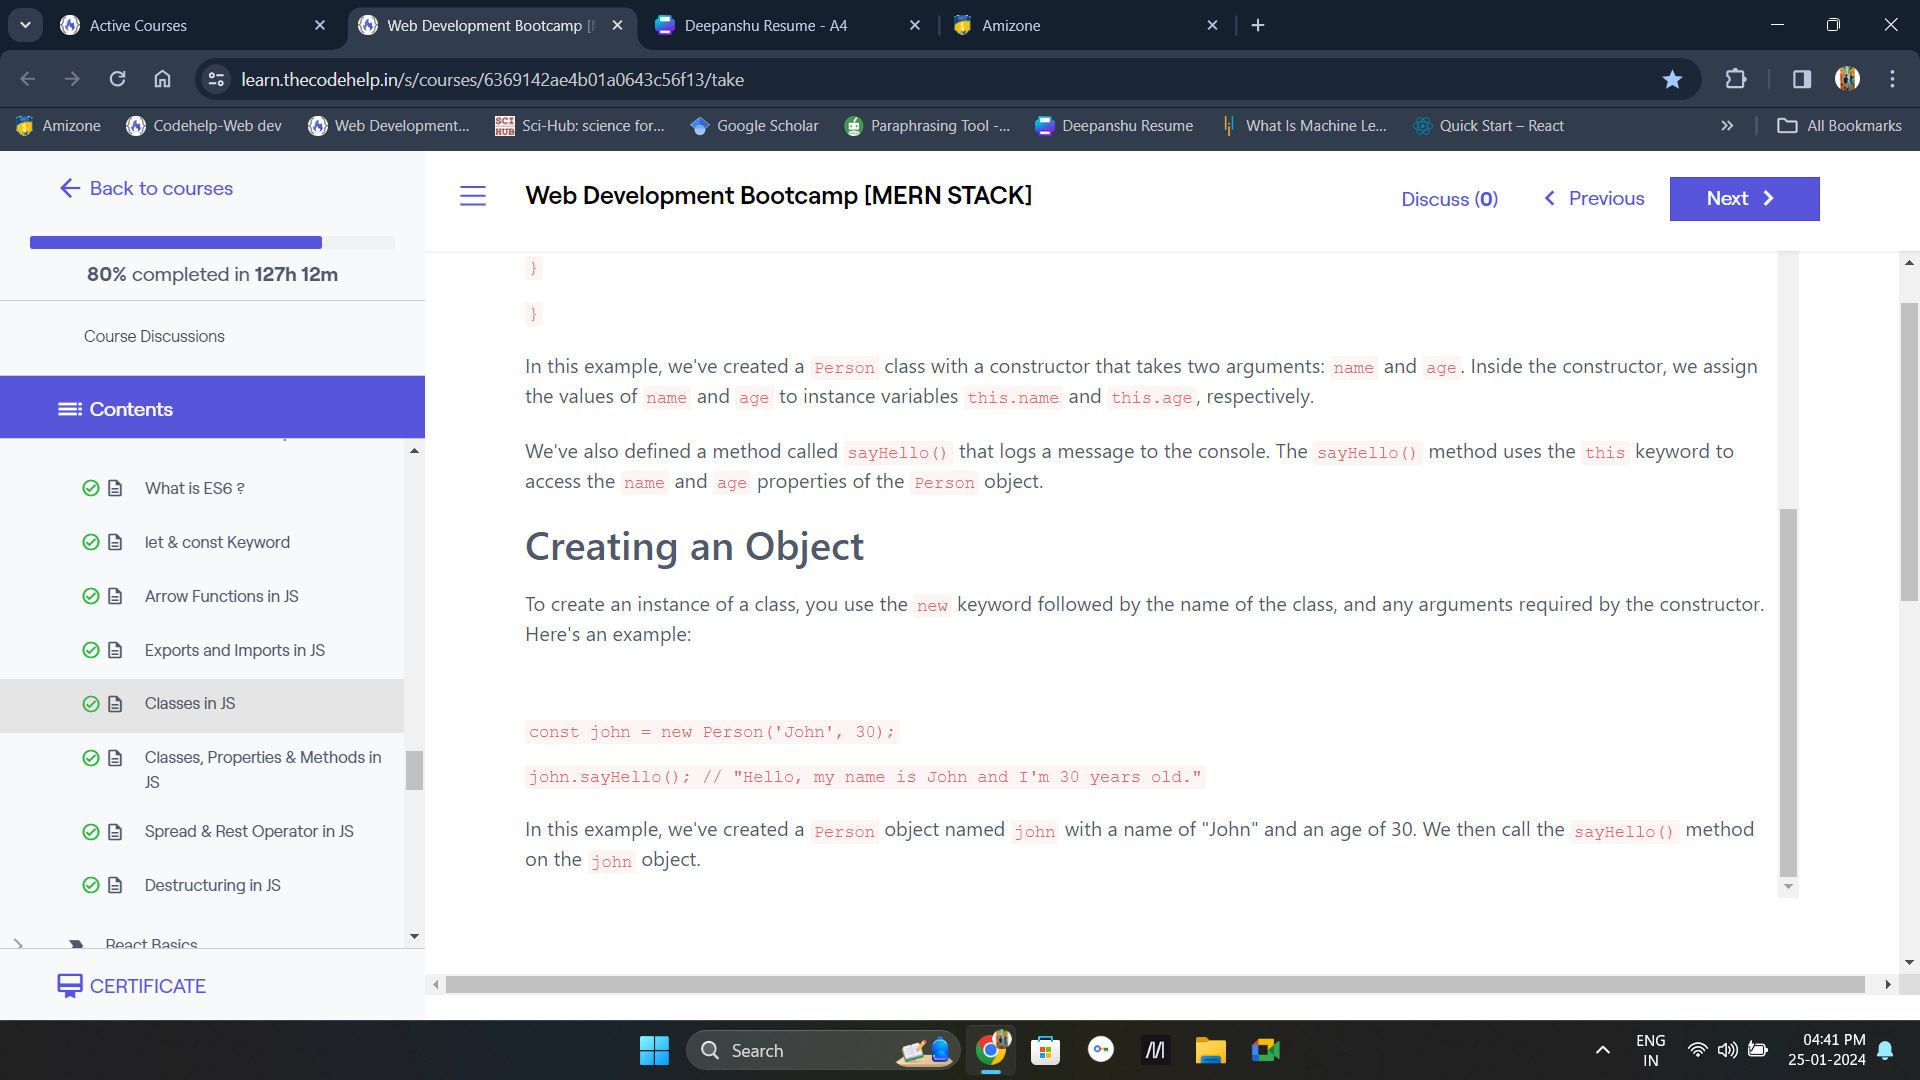 Active Courses
Web Development Bootcamp [
Deepanshu Resume - A4
Amizone
learn.thecodehelp.in/s/courses/6369142ae4b01a0643c56f13/take
Amizone
Codehelp-Web dev
Web Development...
SCI HUB
Sci-Hub: science for...
Google Scholar
Paraphrasing Tool -...
Deepanshu Resume
What Is Machine Le...
Quick Start – React
All Bookmarks
Back to courses
80% completed in 127h 12m
Course Discussions
Contents
What is ES6 ?
let & const Keyword
Arrow Functions in JS
Exports and Imports in JS
Classes in JS
Classes, Properties & Methods in
JS
Spread & Rest Operator in JS
Destructuring in JS
React Basics
CERTIFICATE
Web Development Bootcamp [MERN STACK]
Discuss (0)
Previous
Next
}
}
In this example, we've created a Person class with a constructor that takes two arguments: name and age. Inside the constructor, we assign
the values of name and age to instance variables this.name and this.age, respectively.
We've also defined a method called sayHello() that logs a message to the console. The sayHello() method uses the this keyword to
access the name and age properties of the Person object.
Creating an Object
To create an instance of a class, you use the new keyword followed by the name of the class, and any arguments required by the constructor.
Here's an example:
const john = new Person('John', 30);
john.sayHello(); // "Hello, my name is John and I'm 30 years old."
In this example, we've created a Person object named john with a name of "John" and an age of 30. We then call the sayHello() method
on the john object.
Search
ENG
IN
04:41 PM
25-01-2024